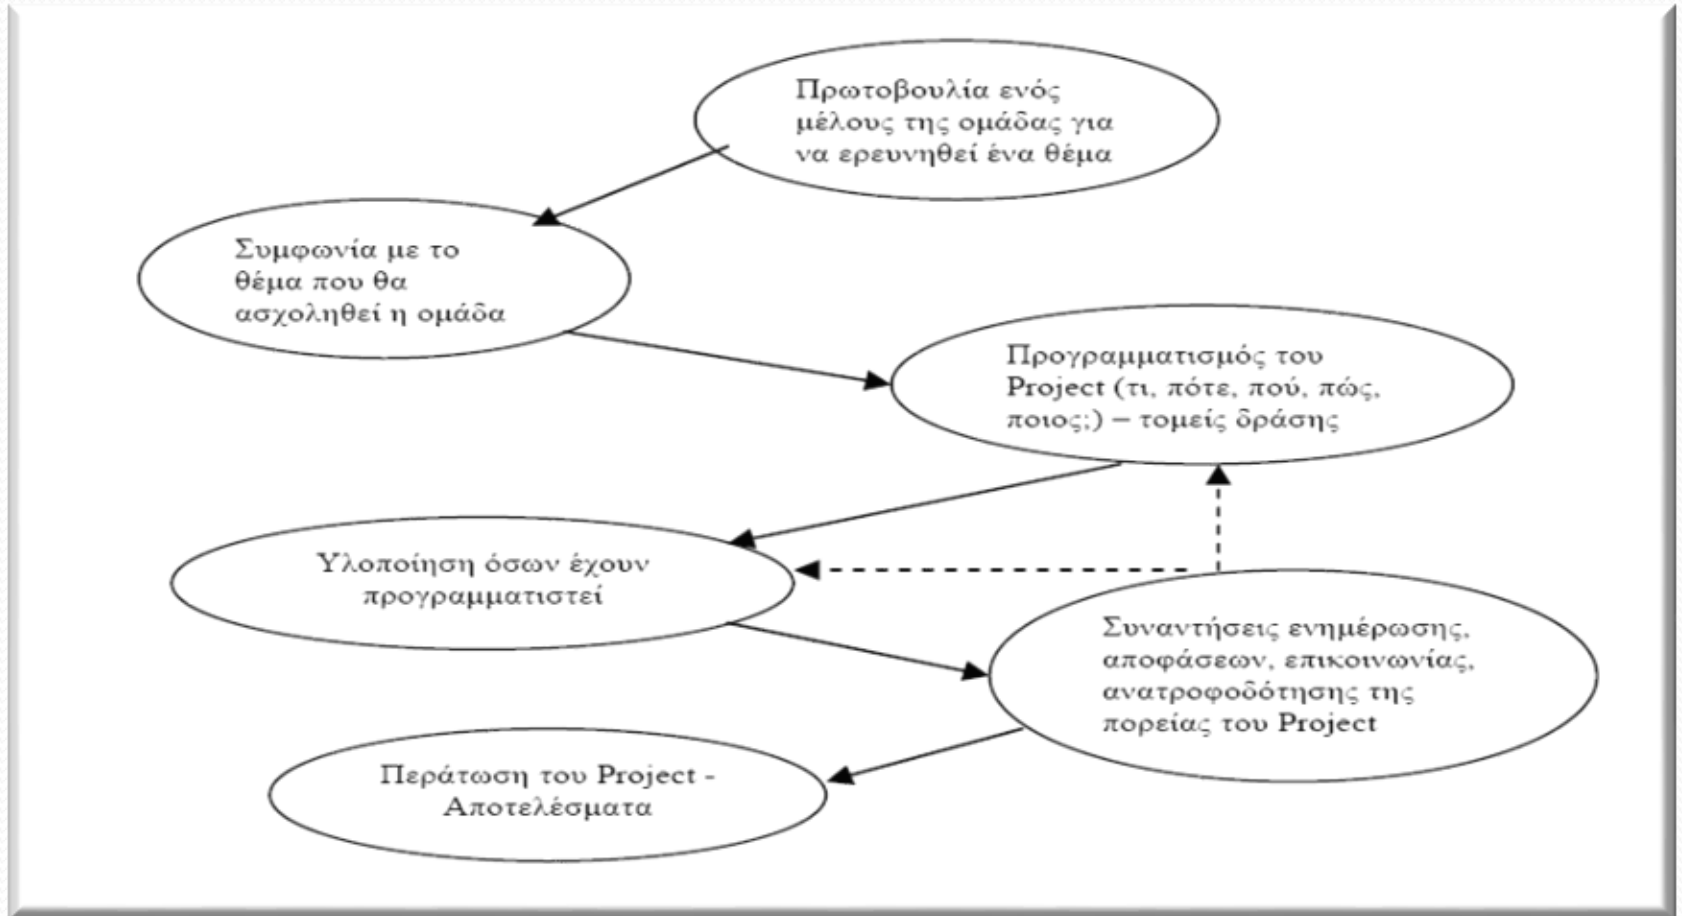 Πρωτοβουλία ενός
μέλους της ομάδας για
να ερευνηθεί ένα θέμα
Συμφωνία με το
θέμα που θα
ασχοληθεί η ομάδα
Προγραμματισμός του
Project (τι, πότε, πού, πώς,
ποιος;) – τομείς δράσης
Υλοποίηση όσων έχουν
προγραμματιστεί
Συναντήσεις ενημέρωσης,
αποφάσεων, επικοινωνίας,
ανατροφοδότησης της
πορείας του Project
Περάτωση του Project -
Αποτελέσματα